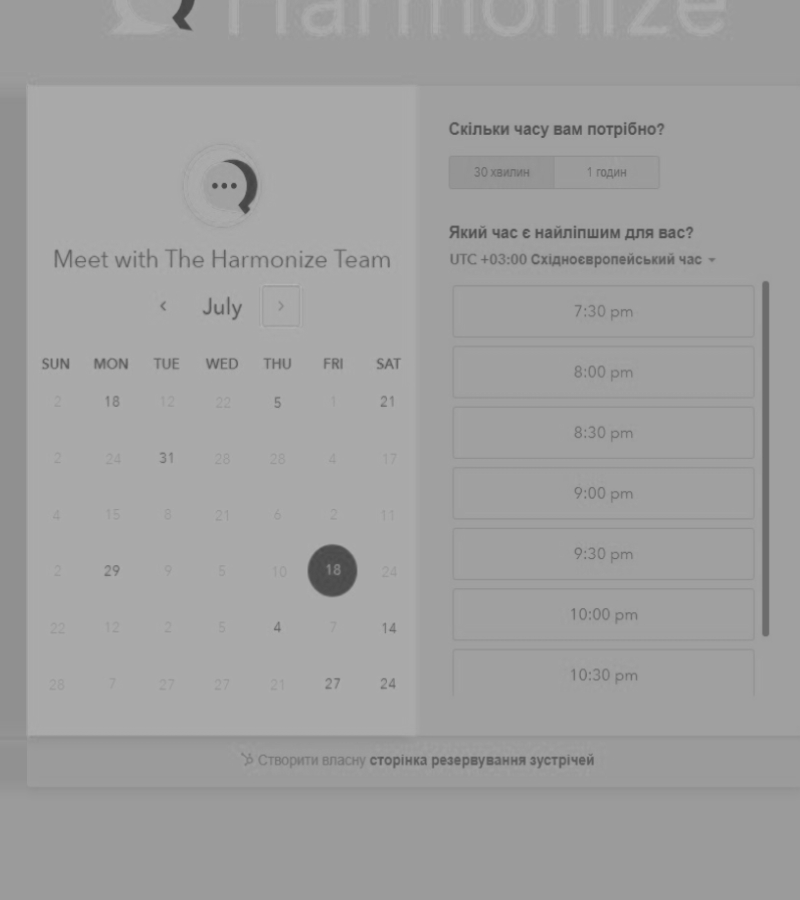 Harmonize
Meet with The Harmonize Team
July
SUN MON TUE WED THU FRI SAT
2 18 12 22 5 1 21
2 24 31 28 28 4 17
4 15 8 21 6 2 11
2 29 9 5 10 18 24
22 12 2 5 4 7 14
28 7 27 27 21 27 24
Скільки часу вам потрібно?
30 хвилин 1 годин
Який час є найліпшим для вас?
UTC +03:00 Східноєвропейський час
7:30 pm
8:00 pm
8:30 pm
9:00 pm
9:30 pm
10:00 pm
10:30 pm
Створити власну сторінка резервування зустрічей